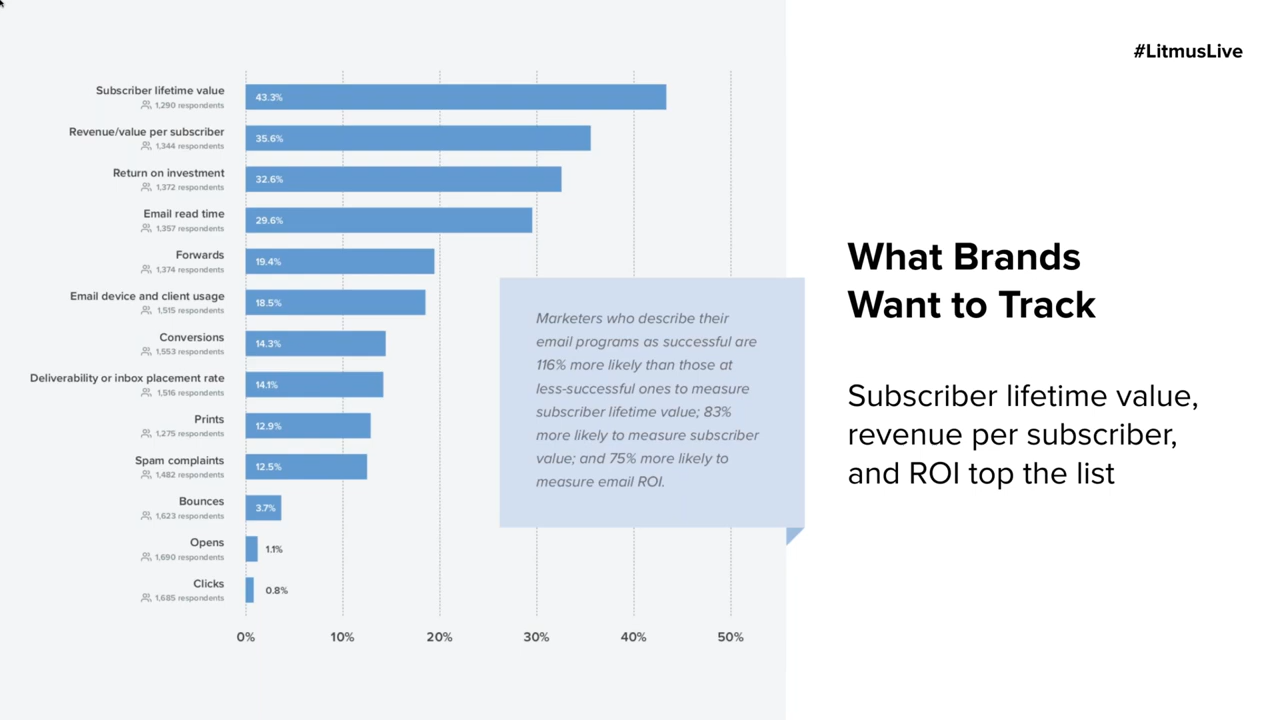 #LitmusLive
Subscriber lifetime value
1,290 respondents
43.3%
Revenue/value per subscriber
1,344 respondents
35.6%
Return on investment
1,372 respondents
32.6%
Email read time
1,357 respondents
29.6%
Forwards
1,374 respondents
19.4%
Email device and client usage
1,515 respondents
18.5%
Conversions
1,553 respondents
14.3%
Deliverability or inbox placement rate
1,516 respondents
14.1%
Prints
1,275 respondents
12.9%
Spam complaints
1,482 respondents
12.5%
Bounces
1,623 respondents
3.7%
Opens
1,690 respondents
1.1%
Clicks
1,685 respondents
0.8%
0% 10% 20% 30% 40% 50%
Marketers who describe their
email programs as successful are
116% more likely than those at
less-successful ones to measure
subscriber lifetime value; 83%
more likely to measure subscriber
value; and 75% more likely to
measure email ROI.
What Brands
Want to Track
Subscriber lifetime value,
revenue per subscriber,
and ROI top the list